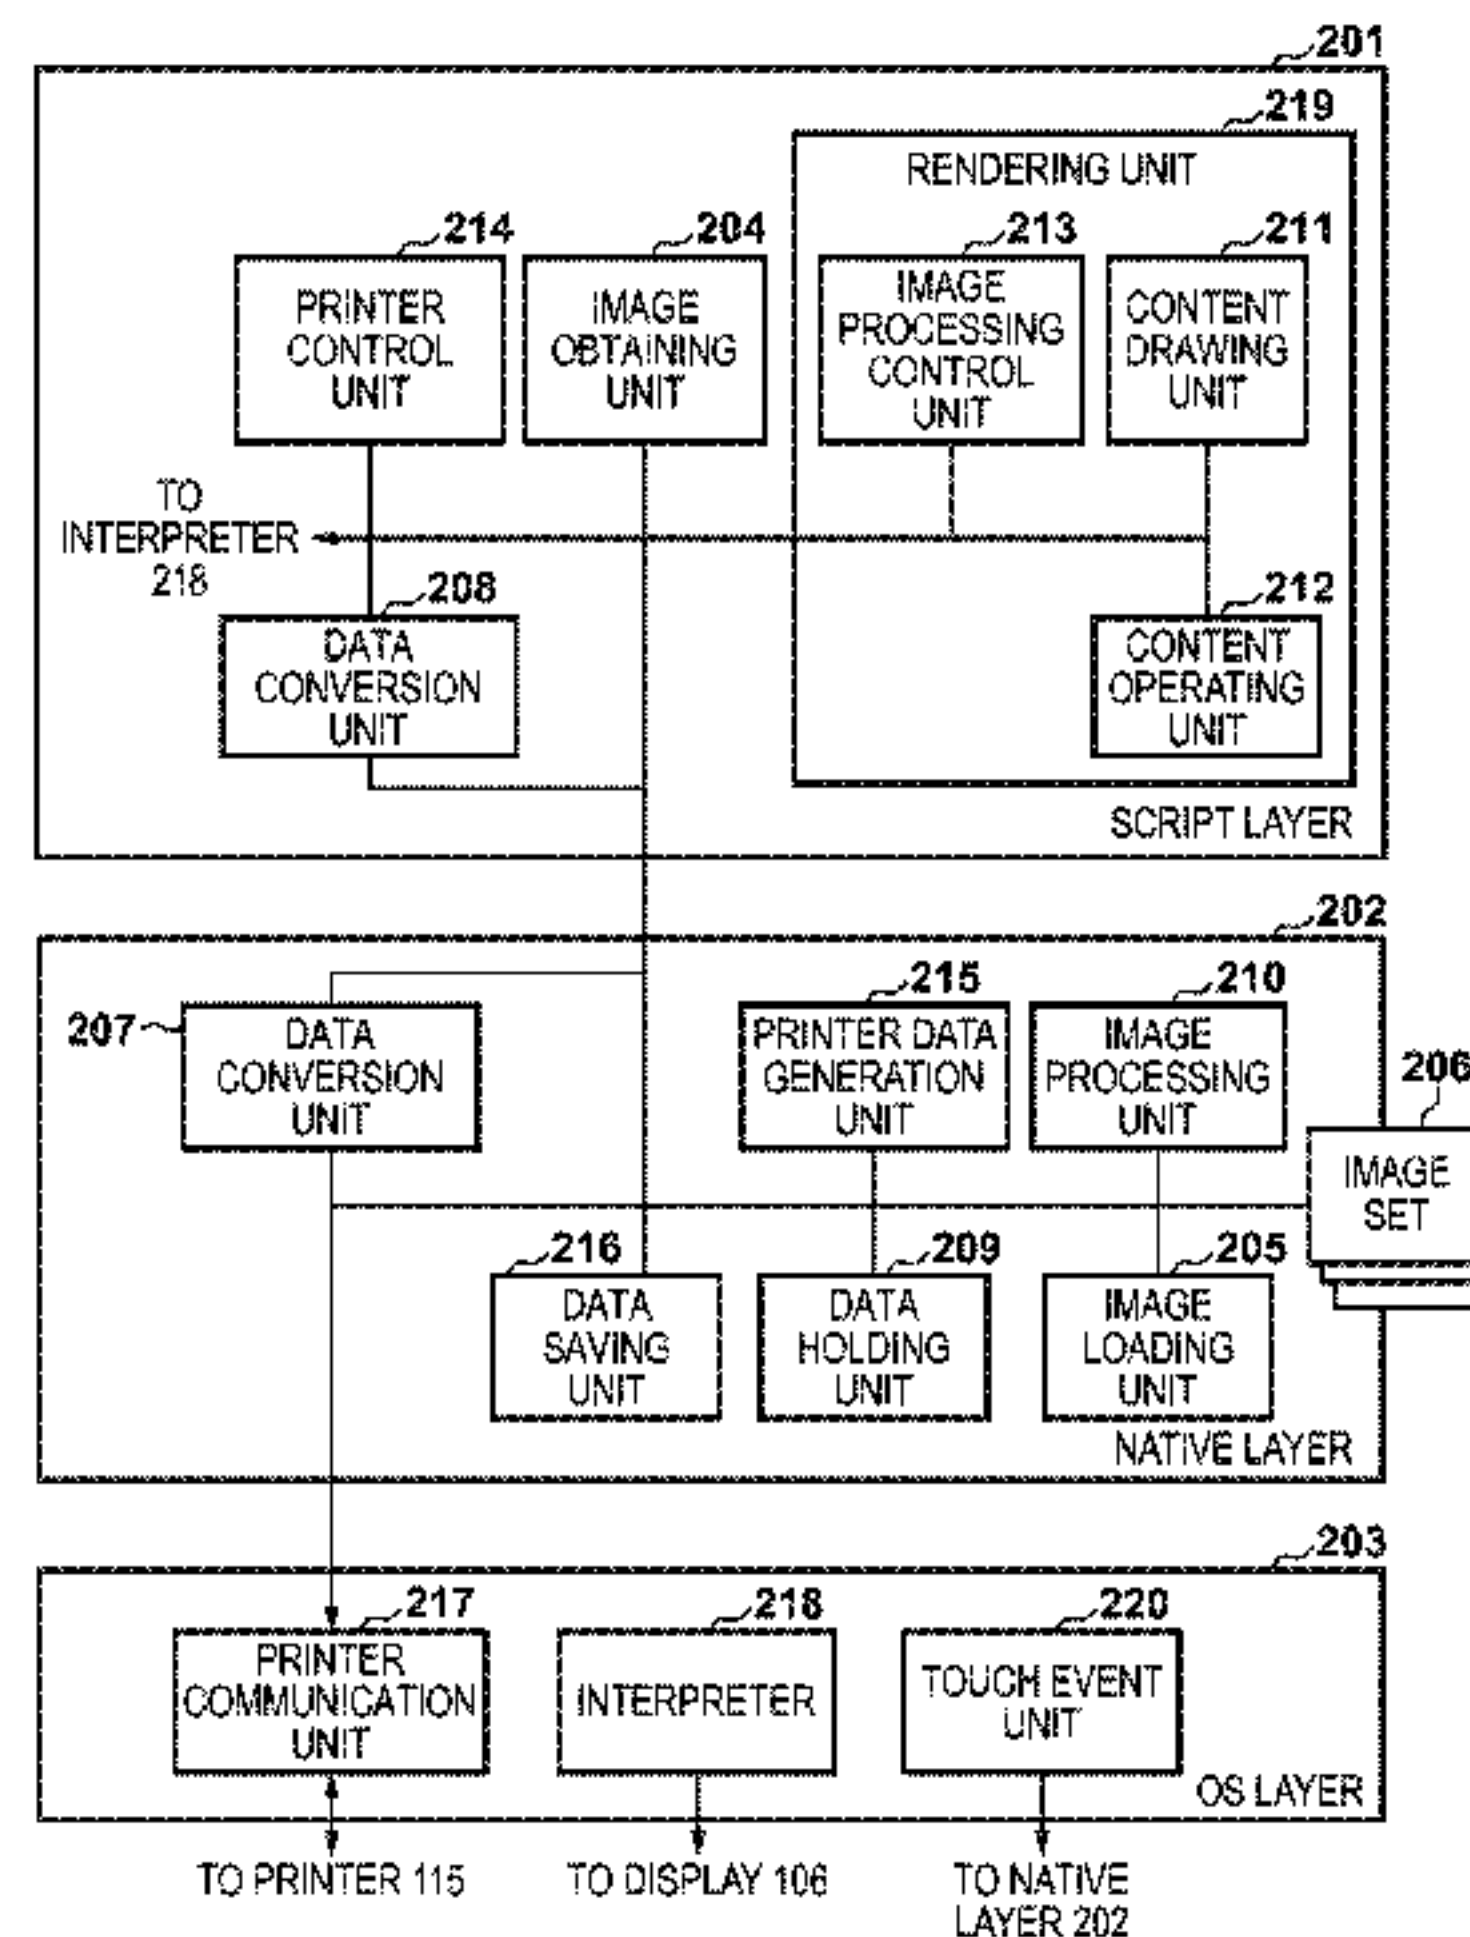 201
219
RENDERING UNIT
214
204
213
211
PRINTER
CONTROL
UNIT
IMAGE
OBTAINING
UNIT
IMAGE
PROCESSING
CONTROL
UNIT
CONTENT
DRAWING
UNIT
TO
INTERPRETER
218
208
212
DATA
CONVERSION
UNIT
CONTENT
OPERATING
UNIT
SCRIPT LAYER
202
215
210
207
DATA
CONVERSION
UNIT
PRINTER DATA
GENERATION
UNIT
IMAGE
PROCESSING
UNIT
206
IMAGE
SET
216
209
205
DATA
SAVING
UNIT
DATA
HOLDING
UNIT
IMAGE
LOADING
UNIT
NATIVE LAYER
203
217
218
220
PRINTER
COMMUNICATION
UNIT
INTERPRETER
TOUCH EVENT
UNIT
OS LAYER
TO PRINTER 115
TO DISPLAY 106
TO NATIVE
LAYER 202